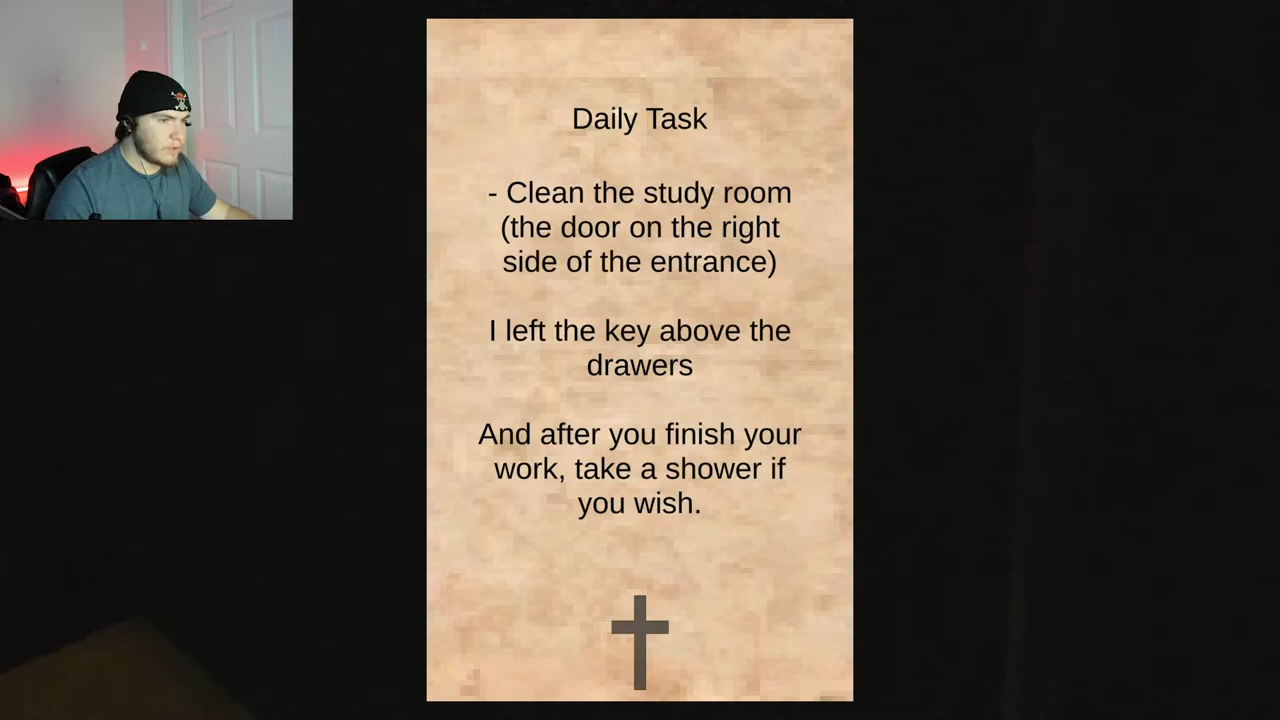 Daily Task
- Clean the study room
(the door on the right
side of the entrance)
I left the key above the
drawers
And after you finish your
work, take a shower if
you wish.